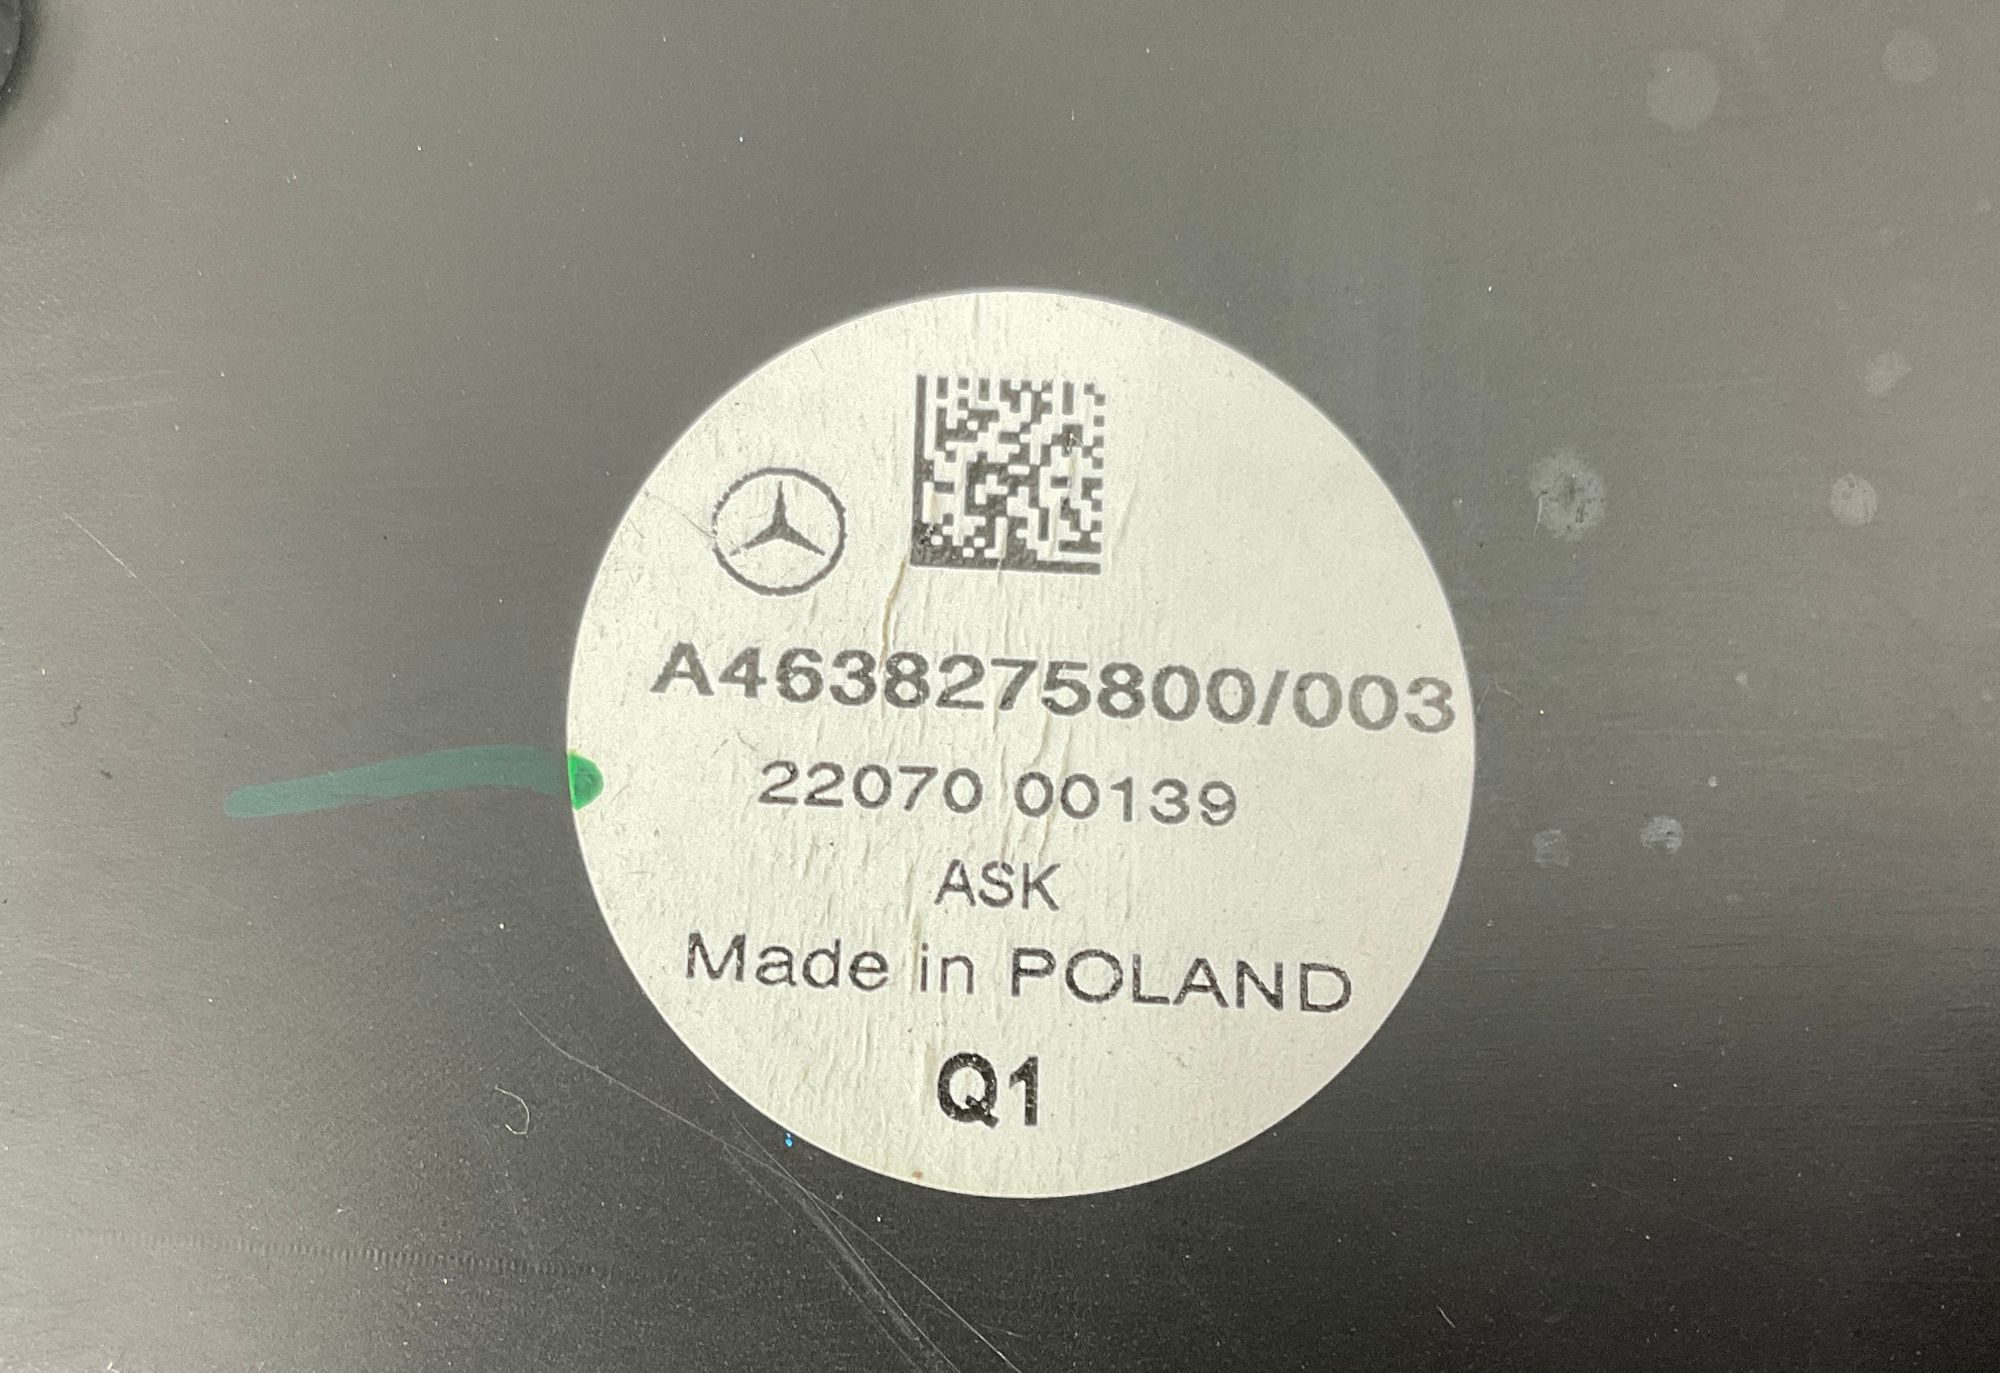 A4638275800/003
22070 00139
ASK
Made in POLAND
Q1